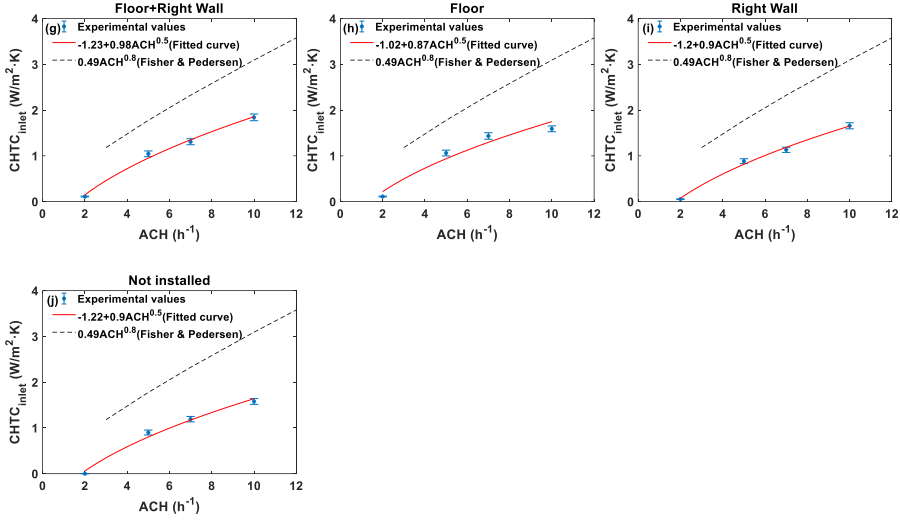 Floor+Right Wall
(g) Experimental values
-1.23+0.98ACH^0.5(Fitted curve)
0.49ACH^0.8(Fisher & Pedersen)
4
3
2
1
0
CHTC_inlet (W/m^2·K)
0 2 4 6 8 10 12
ACH (h^-1)
Floor
(h) Experimental values
-1.02+0.87ACH^0.5(Fitted curve)
0.49ACH^0.8(Fisher & Pedersen)
4
3
2
1
0
CHTC_inlet (W/m^2·K)
0 2 4 6 8 10 12
ACH (h^-1)
Right Wall
(i) Experimental values
-1.2+0.9ACH^0.5(Fitted curve)
0.49ACH^0.8(Fisher & Pedersen)
4
3
2
1
0
CHTC_inlet (W/m^2·K)
0 2 4 6 8 10 12
ACH (h^-1)
Not installed
(j) Experimental values
-1.22+0.9ACH^0.5(Fitted curve)
0.49ACH^0.8(Fisher & Pedersen)
4
3
2
1
0
CHTC_inlet (W/m^2·K)
0 2 4 6 8 10 12
ACH (h^-1)